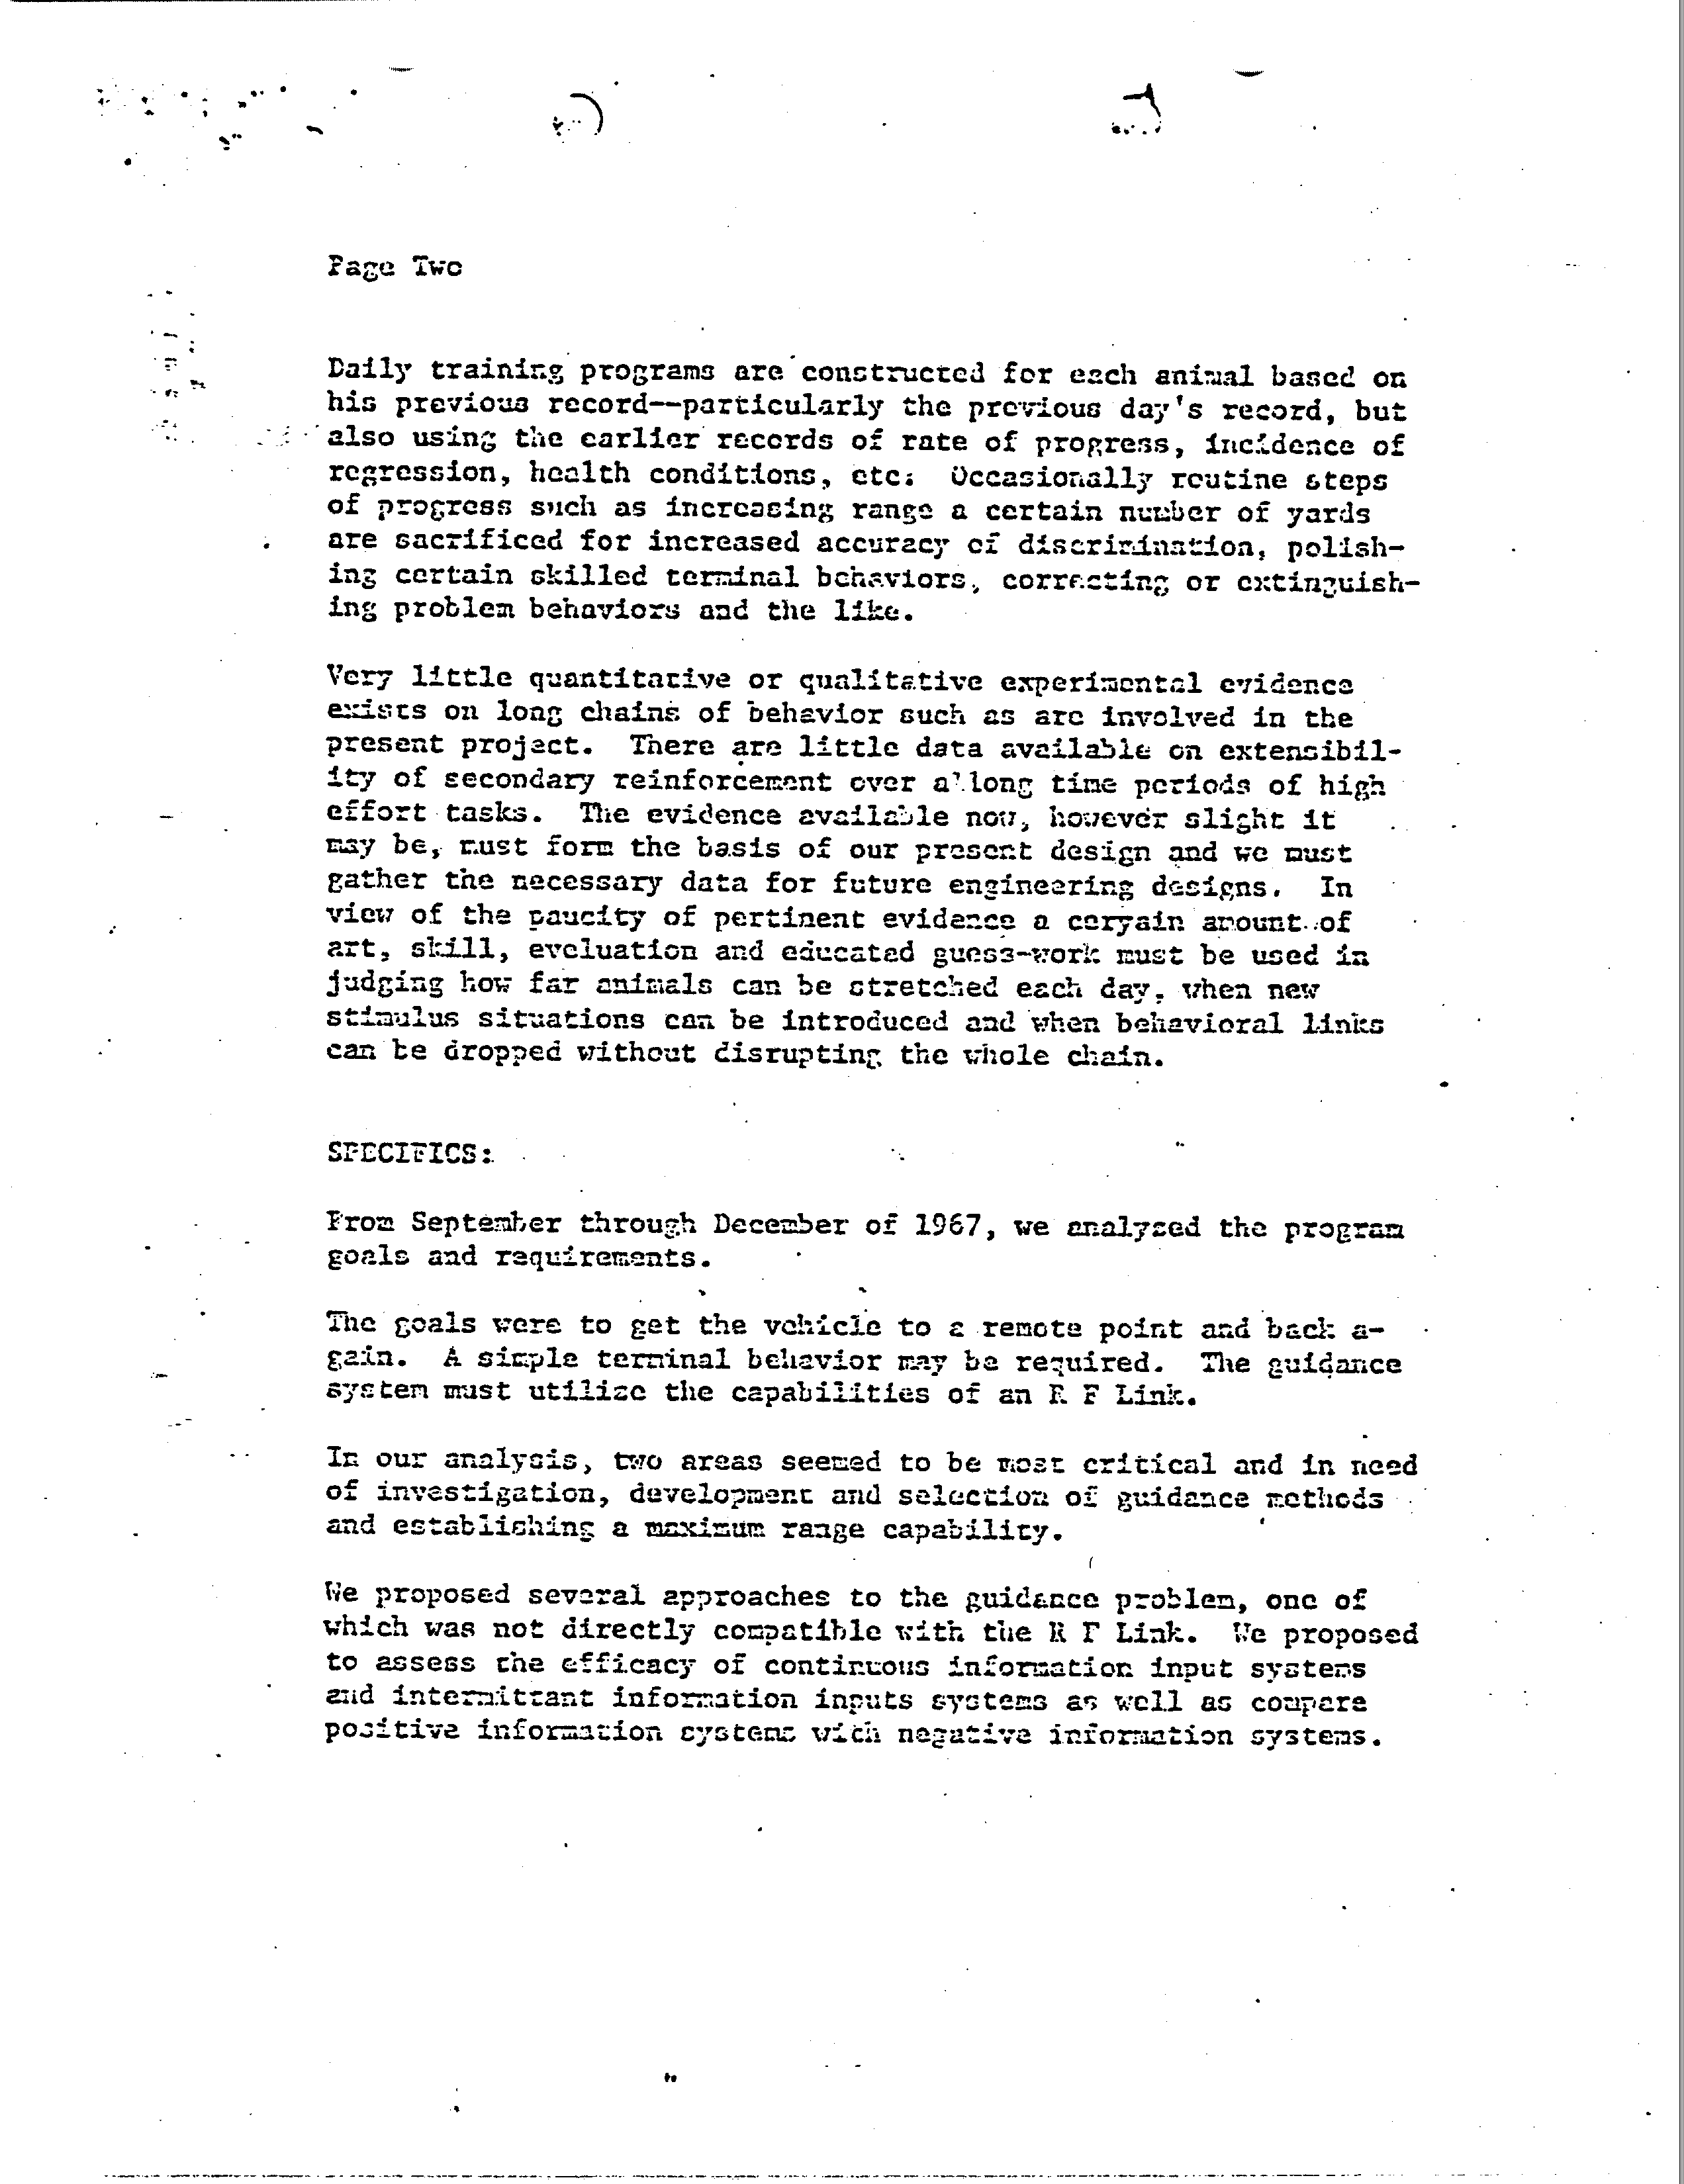 Page Two
Daily training programs are constructed for each animal based on
his previous record--particularly the previous day's record, but
also using the earlier records of rate of progress, incidence of
regression, health conditions, etc. Occasionally routine steps
of progress such as increasing range a certain number of yards
are sacrificed for increased accuracy of discrimination, polish-
ing certain skilled terminal behaviors, correcting or extinguish-
ing problem behaviors and the like.
Very little quantitative or qualitative experimental evidence
exists on long chains of behavior such as are involved in the
present project. There are little data available on extensibil-
ity of secondary reinforcement over a' long time periods of high
effort tasks. The evidence available now, however slight it
may be, must form the basis of our present design and we must
gather the necessary data for future engineering designs. In
view of the paucity of pertinent evidence a ceryain amount of
art, skill, evaluation and educated guess-work must be used in
judging how far animals can be stretched each day, when new
stimulus situations can be introduced and when behavioral links
can be dropped without disrupting the whole chain.
SPECIFICS:
From September through December of 1967, we analyzed the program
goals and requirements.
The goals were to get the vehicle to a remote point and back a-
gain. A simple terminal behavior may be required. The guidance
system must utilize the capabilities of an R F Link.
In our analysis, two areas seemed to be most critical and in need
of investigation, development and selection of guidance methods
and establishing a maximum range capability.
We proposed several approaches to the guidance problem, one of
which was not directly compatible with the R F Link. We proposed
to assess the efficacy of continuous information input systems
and intermittant information inputs systems as well as compare
positive information systems with negative information systems.